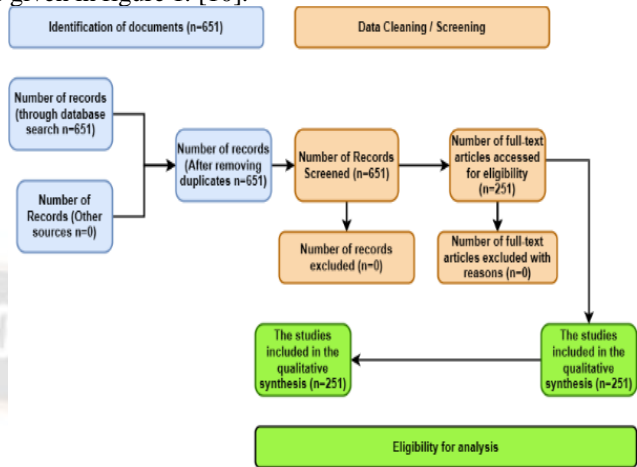 given in figure 1. [10].
Identification of documents (n=651)
Data Cleaning / Screening
Number of records
(through database
search n=651)
Number of
Records (Other
sources n=0)
Number of records
(After removing
duplicates n=651)
Number of Records
Screened (n=651)
Number of full-text
articles accessed
for eligibility
(n=251)
Number of records
excluded (n=0)
Number of full-text
articles excluded with
reasons (n=0)
The studies
included in the
qualitative
synthesis (n=251)
The studies
included in the
qualitative
synthesis (n=251)
Eligibility for analysis